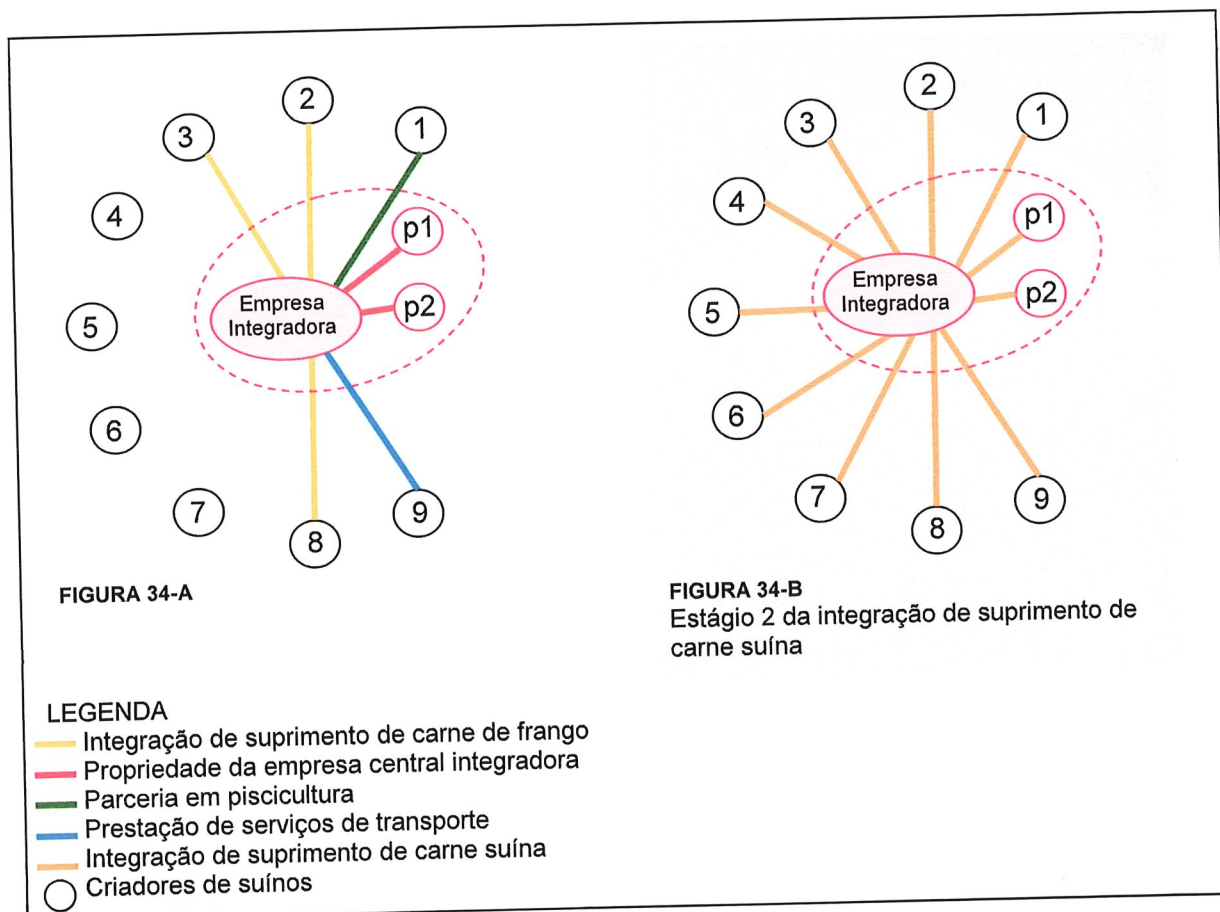 2
1
3
4
p1
Empresa
Integradora
p2
5
6
7
8
9
FIGURA 34-A
2
1
3
4
p1
Empresa
Integradora
p2
5
6
7
8
9
FIGURA 34-B
Estágio 2 da integração de suprimento de
carne suína
LEGENDA
Integração de suprimento de carne de frango
Propriedade da empresa central integradora
Parceria em piscicultura
Prestação de serviços de transporte
Integração de suprimento de carne suína
Criadores de suínos